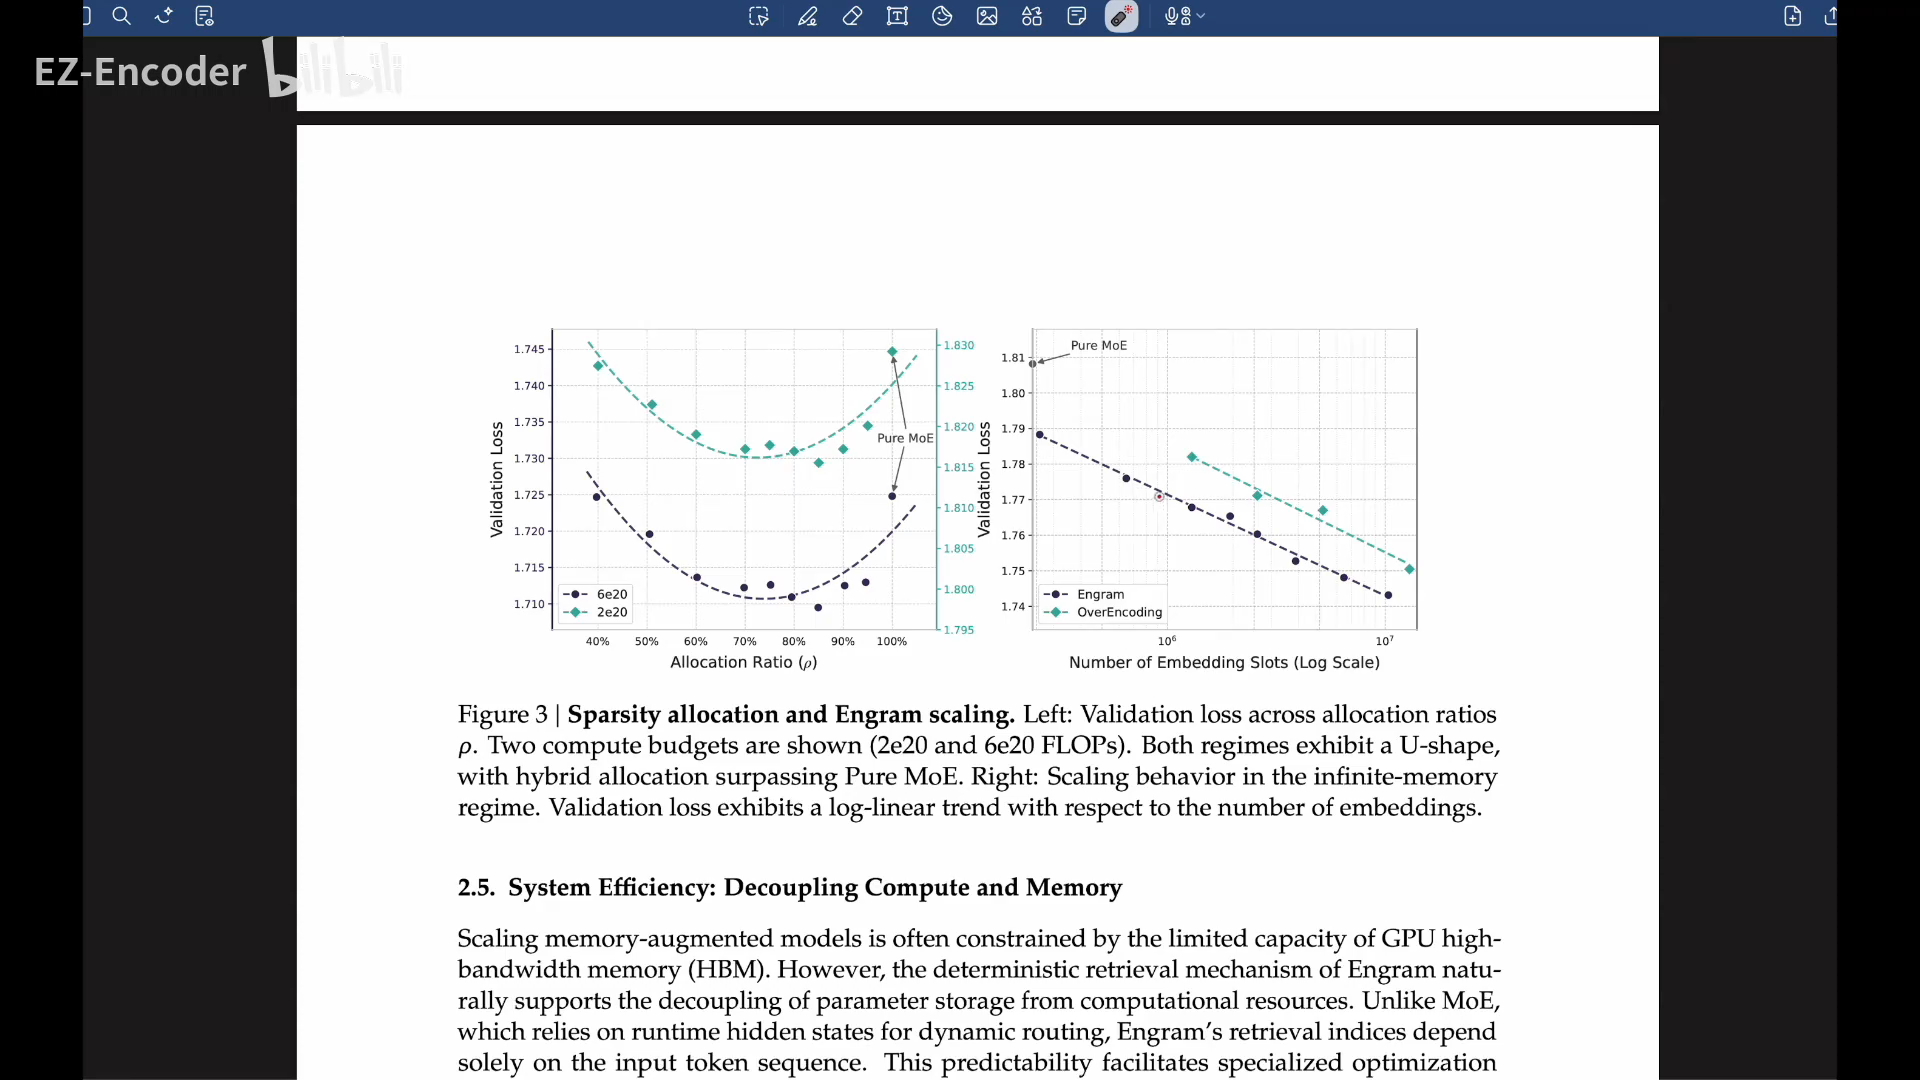 EZ-Encoder bilibili
1.745
1.740
1.735
1.730
1.725
1.720
1.715
1.710
Validation Loss
1.830
1.825
1.820
1.815
1.810
1.805
1.800
1.795
Pure MoE
6e20
2e20
40% 50% 60% 70% 80% 90% 100%
Allocation Ratio (ρ)
Validation Loss
1.81
1.80
1.79
1.78
1.77
1.76
1.75
1.74
Pure MoE
Engram
OverEncoding
10⁶ 10⁷
Number of Embedding Slots (Log Scale)
Figure 3 | Sparsity allocation and Engram scaling. Left: Validation loss across allocation ratios
ρ. Two compute budgets are shown (2e20 and 6e20 FLOPs). Both regimes exhibit a U-shape,
with hybrid allocation surpassing Pure MoE. Right: Scaling behavior in the infinite-memory
regime. Validation loss exhibits a log-linear trend with respect to the number of embeddings.
2.5. System Efficiency: Decoupling Compute and Memory
Scaling memory-augmented models is often constrained by the limited capacity of GPU high-
bandwidth memory (HBM). However, the deterministic retrieval mechanism of Engram natu-
rally supports the decoupling of parameter storage from computational resources. Unlike MoE,
which relies on runtime hidden states for dynamic routing, Engram's retrieval indices depend
solely on the input token sequence. This predictability facilitates specialized optimization